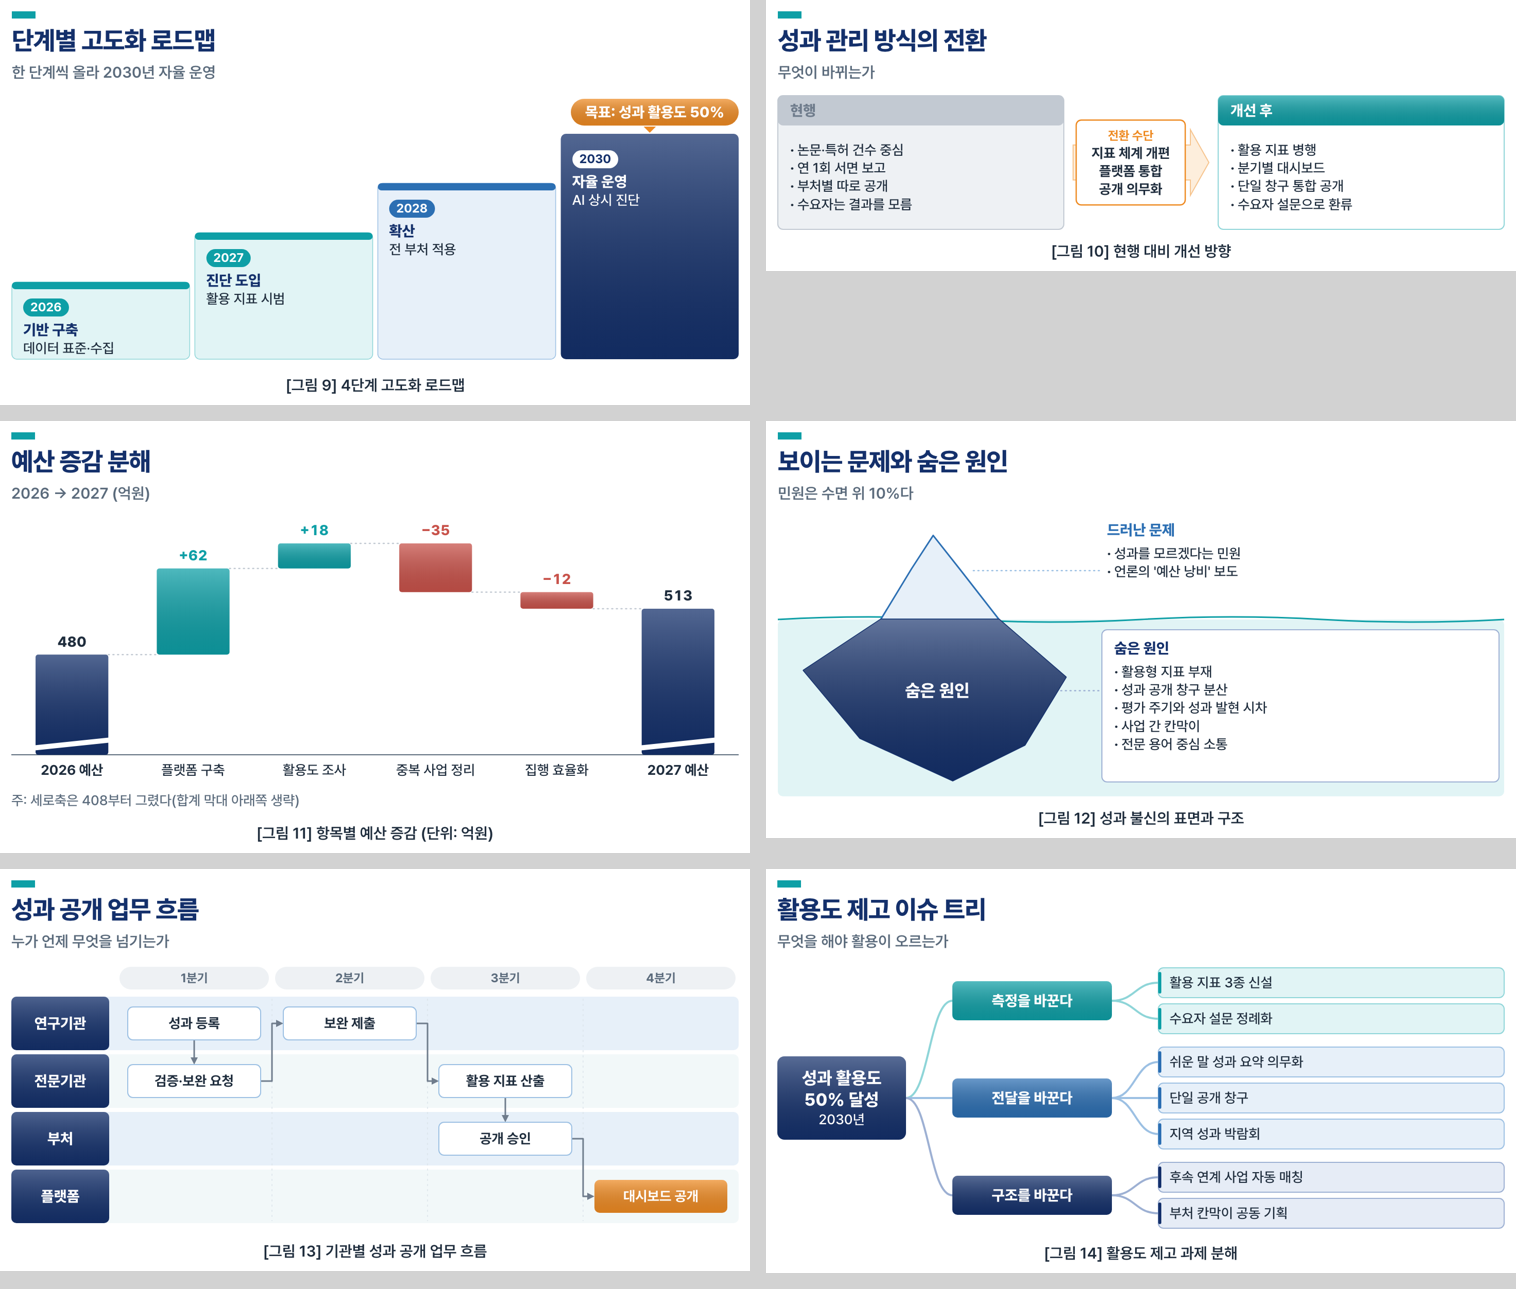 단계별 고도화 로드맵
한 단계씩 올라 2030년 자율 운영
목표: 성과 활용도 50%
2026
기반 구축
데이터 표준·수집
2027
진단 도입
활용 지표 시범
2028
확산
전 부처 적용
2030
자율 운영
AI 상시 진단
[그림 9] 4단계 고도화 로드맵
성과 관리 방식의 전환
무엇이 바뀌는가
현행
· 논문·특허 건수 중심
· 연 1회 서면 보고
· 부처별 따로 공개
· 수요자는 결과를 모름
전환 수단
지표 체계 개편
플랫폼 통합
공개 의무화
개선 후
· 활용 지표 병행
· 분기별 대시보드
· 단일 창구 통합 공개
· 수요자 설문으로 환류
[그림 10] 현행 대비 개선 방향
예산 증감 분해
2026 → 2027 (억원)
480
+62
+18
−35
−12
513
2026 예산
플랫폼 구축
활용도 조사
중복 사업 정리
집행 효율화
2027 예산
주: 세로축은 408부터 그렸다(합계 막대 아래쪽 생략)
[그림 11] 항목별 예산 증감 (단위: 억원)
보이는 문제와 숨은 원인
민원은 수면 위 10%다
드러난 문제
· 성과를 모르겠다는 민원
· 언론의 '예산 낭비' 보도
숨은 원인
숨은 원인
· 활용형 지표 부재
· 성과 공개 창구 분산
· 평가 주기와 성과 발현 시차
· 사업 간 칸막이
· 전문 용어 중심 소통
[그림 12] 성과 불신의 표면과 구조
성과 공개 업무 흐름
누가 언제 무엇을 넘기는가
1분기
2분기
3분기
4분기
연구기관
성과 등록
보완 제출
전문기관
검증·보완 요청
활용 지표 산출
부처
공개 승인
플랫폼
대시보드 공개
[그림 13] 기관별 성과 공개 업무 흐름
활용도 제고 이슈 트리
무엇을 해야 활용이 오르는가
성과 활용도
50% 달성
2030년
측정을 바꾼다
활용 지표 3종 신설
수요자 설문 정례화
전달을 바꾼다
쉬운 말 성과 요약 의무화
단일 공개 창구
지역 성과 박람회
구조를 바꾼다
후속 연계 사업 자동 매칭
부처 칸막이 공동 기획
[그림 14] 활용도 제고 과제 분해